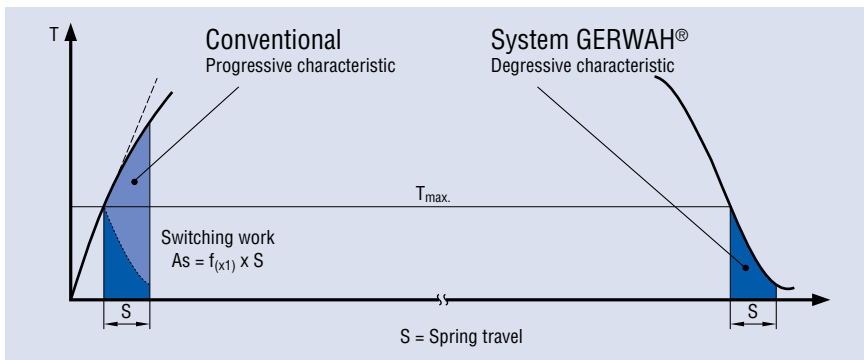 T
Conventional
Progressive characteristic
System GERWAH®
Degressive characteristic
Tmax.
Switching work
As = f(x1) x S
S
S
S = Spring travel